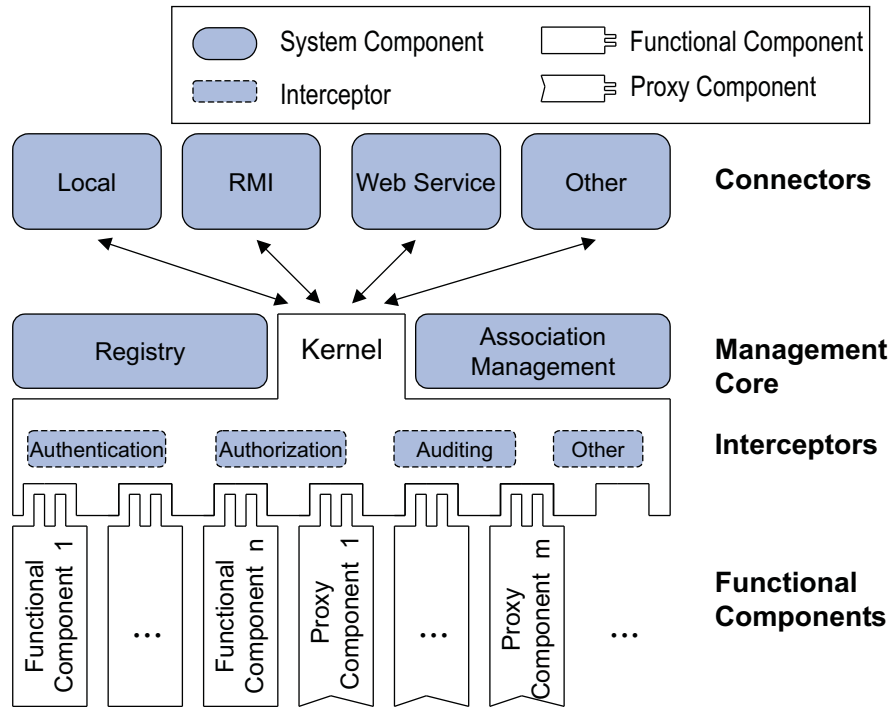 System Component
Functional Component
Interceptor
Proxy Component
Local
RMI
Web Service
Other
Connectors
Registry
Kernel
Association
Management
Management
Core
Authentication
Authorization
Auditing
Other
Interceptors
Functional
Component 1
...
Functional
Component n
Proxy
Component 1
...
Proxy
Component m
...
Functional
Components